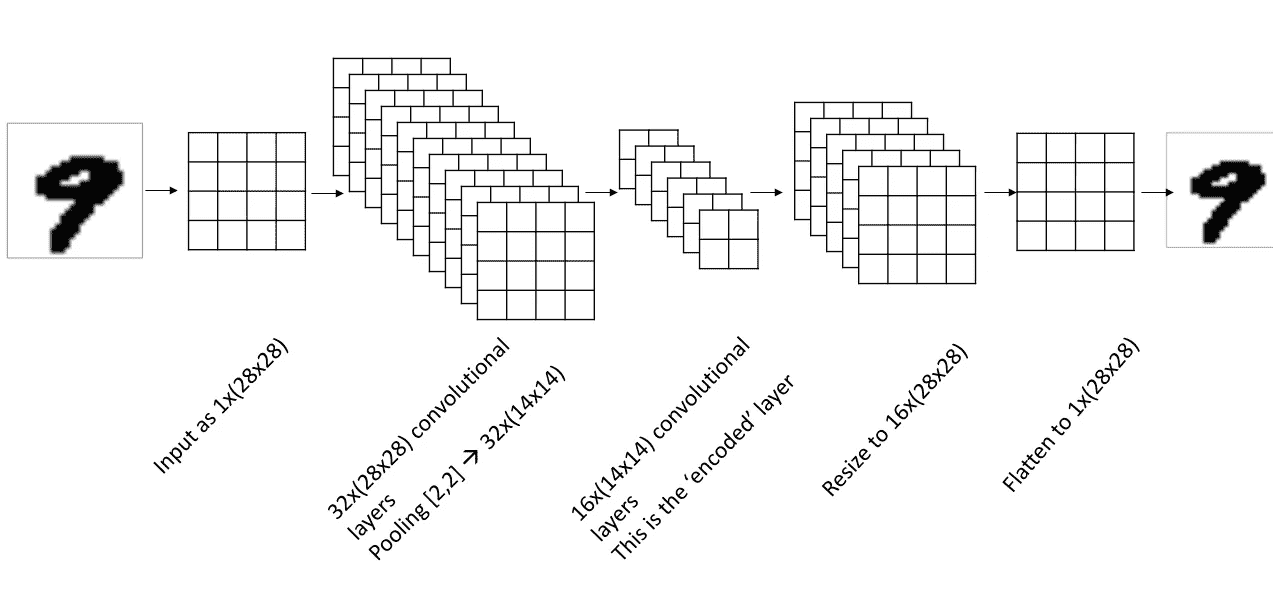 Input as 1x(28x28)
32x(28x28) convolutional
layers
Pooling [2,2] → 32x(14x14)
16x(14x14) convolutional
layers
This is the ‘encoded’ layer
Resize to 16x(28x28)
Flatten to 1x(28x28)